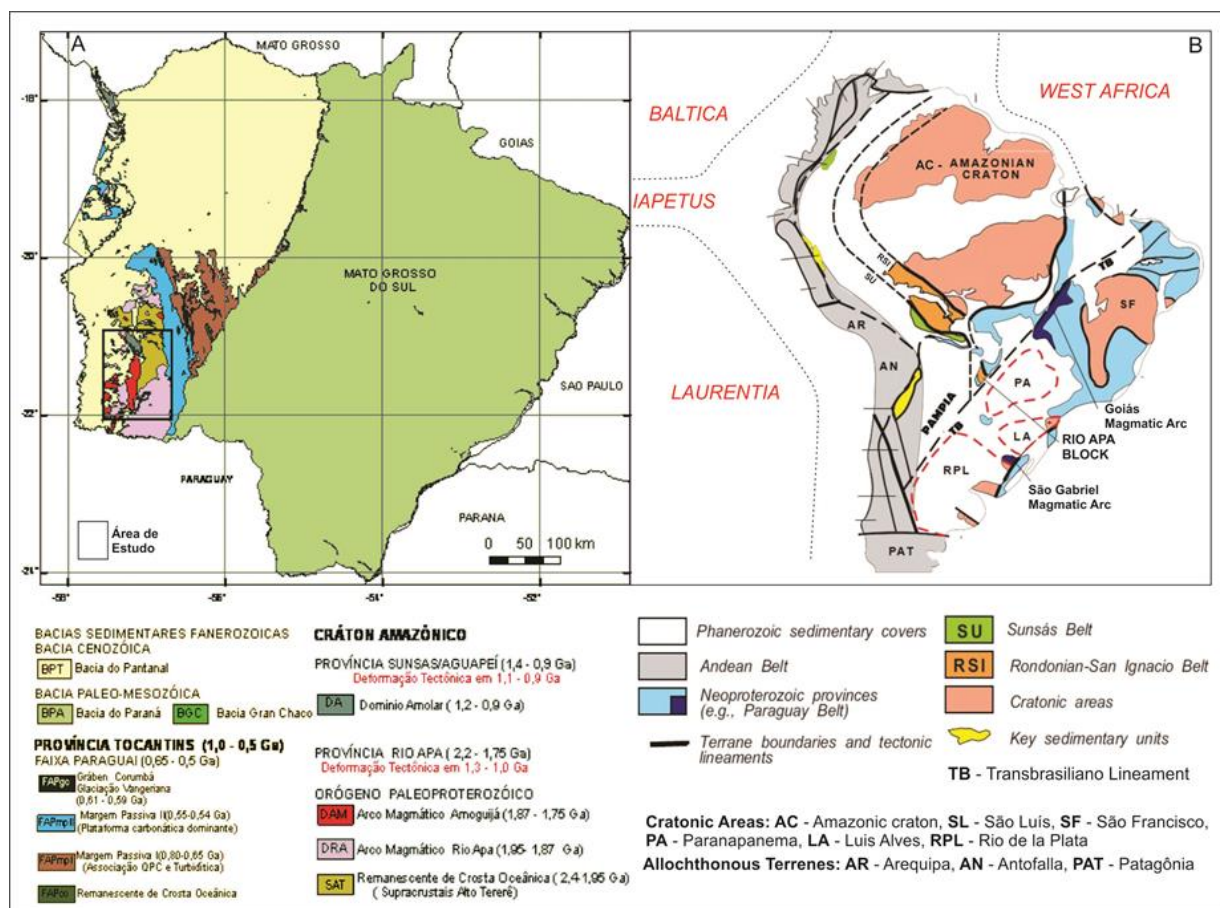 A
MATO GROSSO
-18°
GOIAS
-20°
MATO GROSSO
DO SUL
SAO PAULO
-22°
PARAGUAY
PARANA
Área de
Estudo
0 50 100 km
-58° -56° -54° -52°
B
BALTICA
WEST AFRICA
IAPETUS
LAURENTIA
AC - AMAZONIAN
CRATON
RSI
SU
TB
SF
AR
AN
PA
PAMPIA
TB
LA
RPL
PAT
Goiás
Magmatic Arc
RIO APA
BLOCK
São Gabriel
Magmatic Arc
BACIAS SEDIMENTARES FANEROZOICAS
BACIA CENOZÓICA
BPT Bacia do Pantanal
BACIA PALEO-MESOZÓICA
BPA Bacia do Paraná BGC Bacia Gran Chaco
PROVÍNCIA TOCANTINS (1,0 - 0,5 Ga)
FAIXA PARAGUAI (0,65 - 0,5 Ga)
FAPgc Gráben Corumbá
Glaciação Vangeriana
(0,61 - 0,59 Ga)
FAPmpII Margem Passiva II(0,55-0,54 Ga)
(Plataforma carbonática dominante)
FAPmpI Margem Passiva I(0,80-0,65 Ga)
(Associação QPC e Turbidítica)
FAPco Remanescente de Crosta Oceânica
CRÁTON AMAZÔNICO
PROVÍNCIA SUNSAS/AGUAPEÍ (1,4 - 0,9 Ga)
Deformação Tectônica em 1,1 - 0,9 Ga
DA Domínio Amolar ( 1,2 - 0,9 Ga)
PROVÍNCIA RIO APA (2,2 - 1,75 Ga)
Deformação Tectônica em 1,3 - 1,0 Ga
ORÓGENO PALEOPROTEROZÓICO
DAM Arco Magmático Amoguijá (1,87 - 1,75 Ga)
DRA Arco Magmático Rio Apa (1,95- 1,87 Ga)
SAT Remanescente de Crosta Oceânica ( 2,4-1,95 Ga)
( Supracrustais Alto Tererê)
Phanerozoic sedimentary covers
Andean Belt
Neoproterozoic provinces
(e.g., Paraguay Belt)
Terrane boundaries and tectonic
lineaments
SU Sunsás Belt
RSI Rondonian-San Ignacio Belt
Cratonic areas
Key sedimentary units
TB - Transbrasiliano Lineament
Cratonic Areas: AC - Amazonic craton, SL - São Luís, SF - São Francisco,
PA - Paranapanema, LA - Luis Alves, RPL - Rio de la Plata
Allochthonous Terrenes: AR - Arequipa, AN - Antofalla, PAT - Patagônia